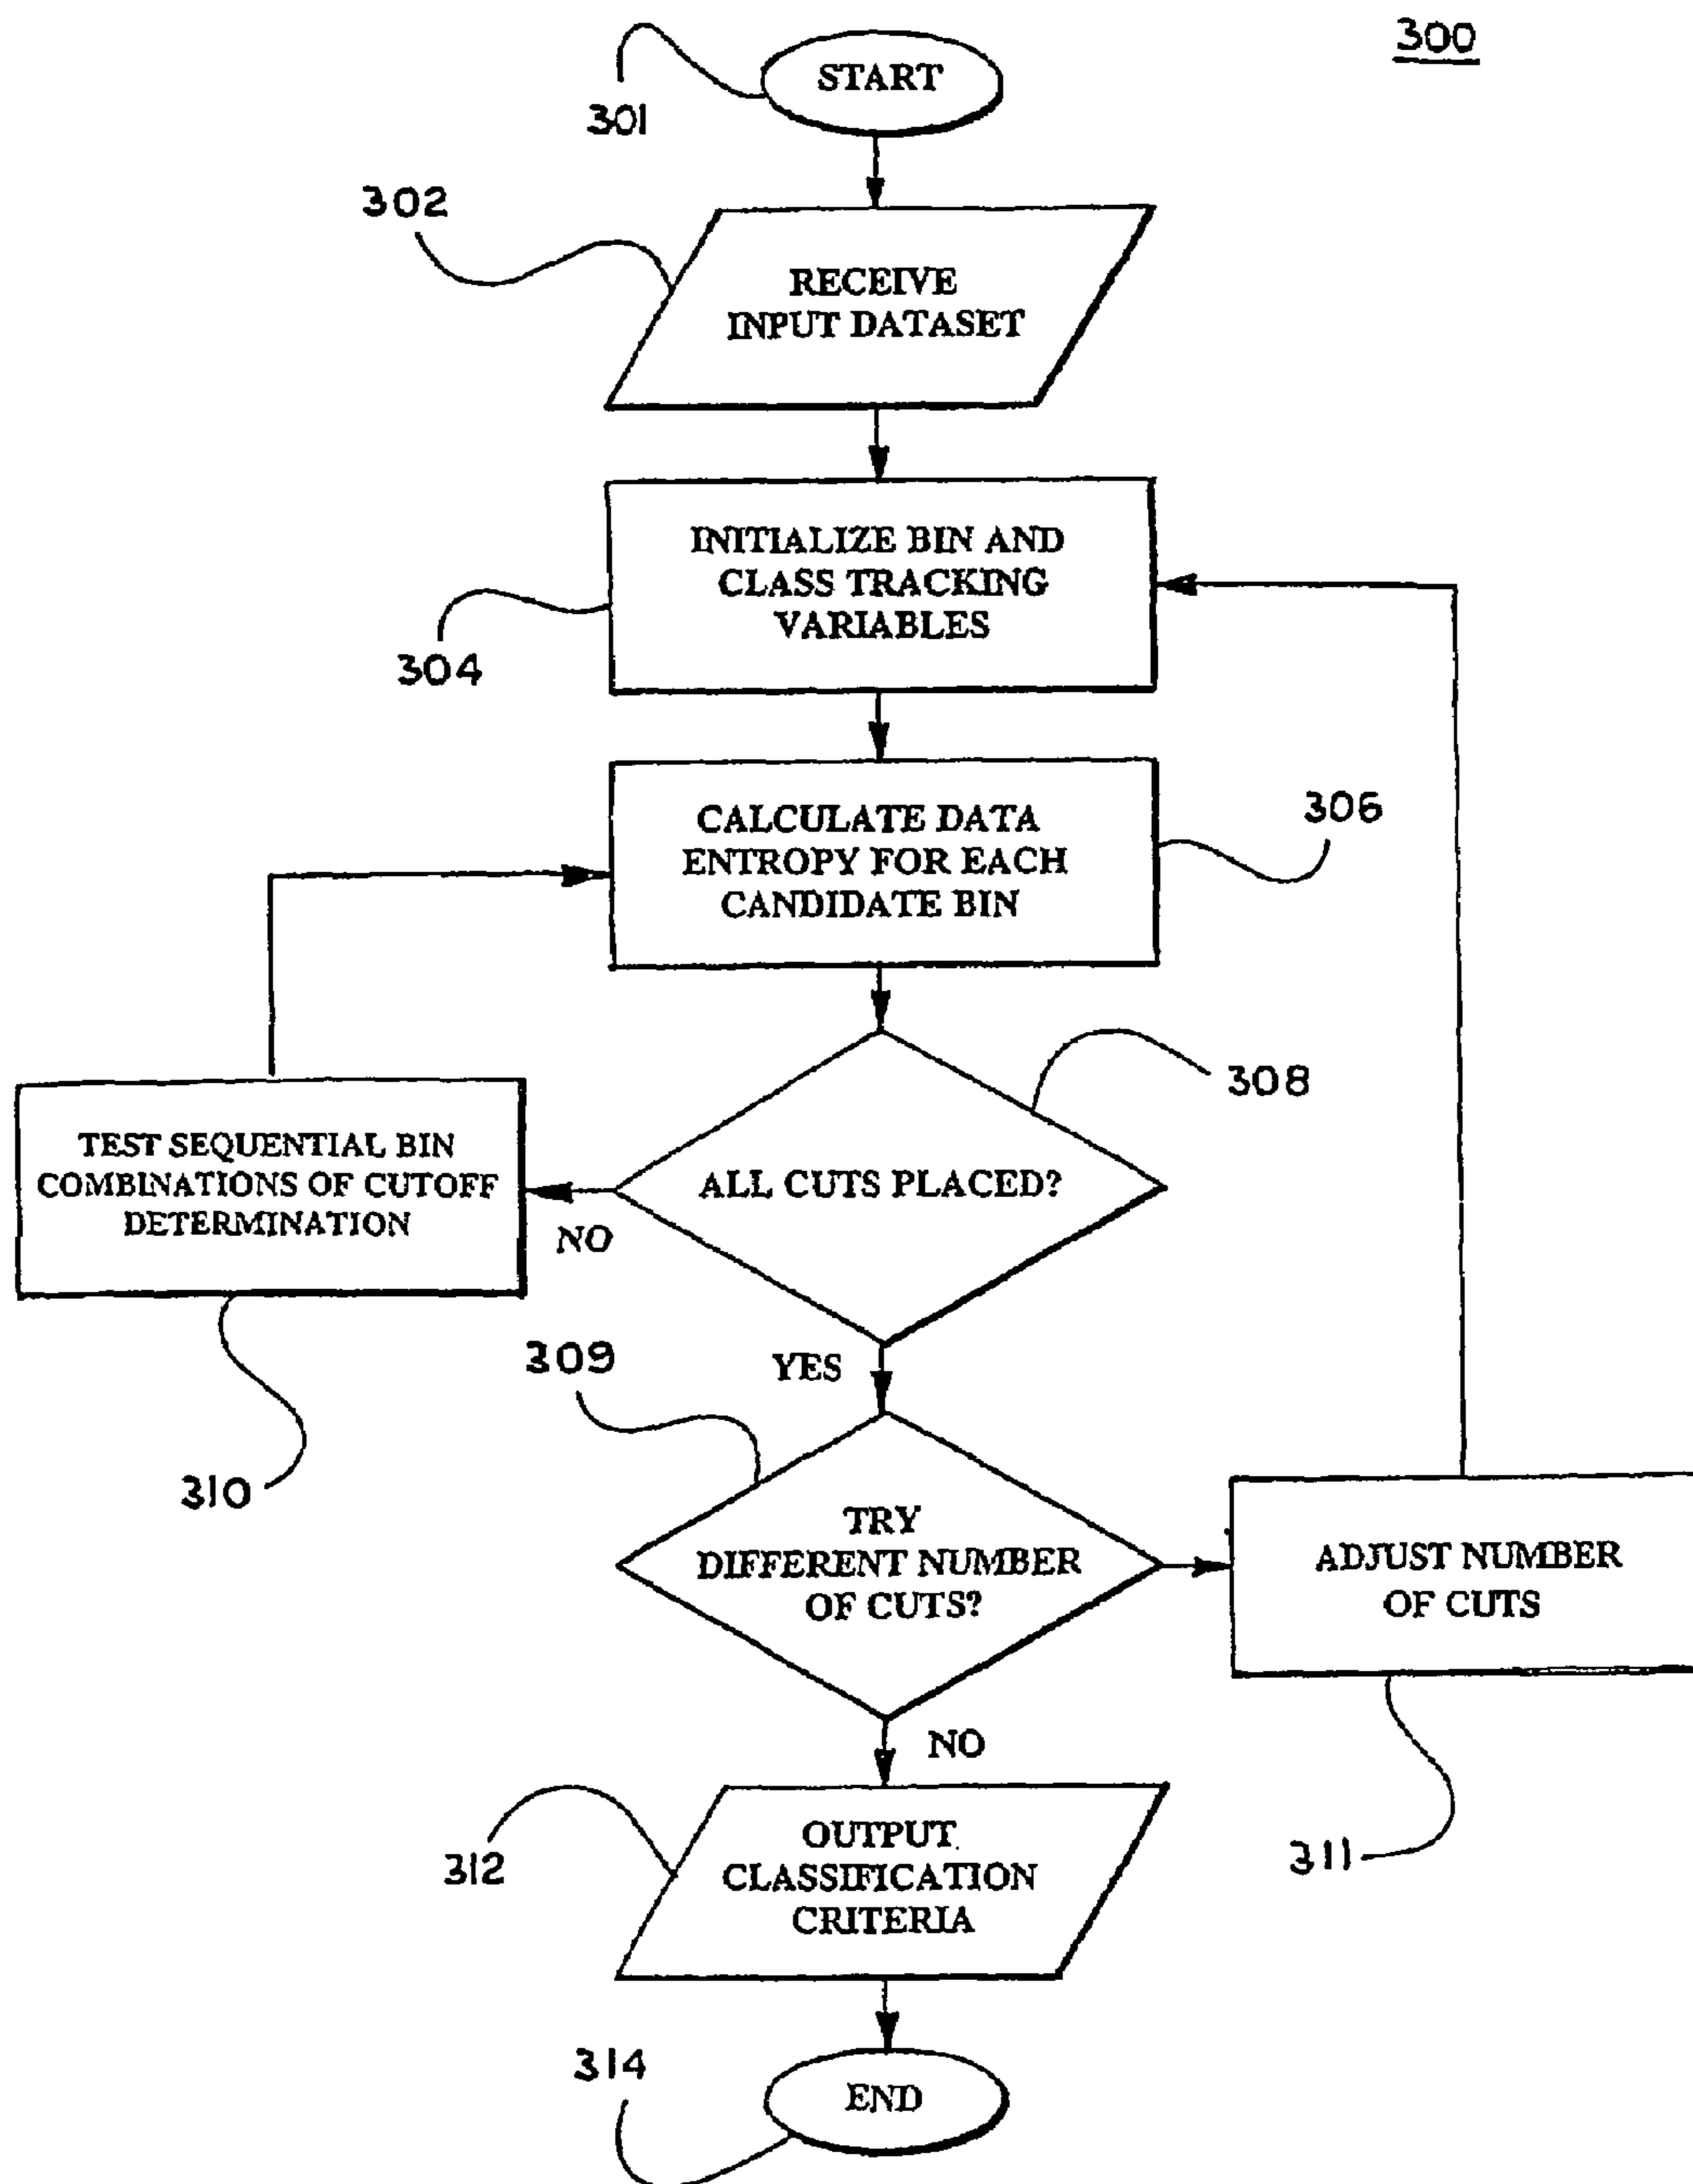 300
START
301
302
RECEIVE
INPUT DATASET
INITIALIZE BIN AND
CLASS TRACKING
VARIABLES
304
CALCULATE DATA
ENTROPY FOR EACH
CANDIDATE BIN
306
308
ALL CUTS PLACED?
NO
TEST SEQUENTIAL BIN
COMBINATIONS OF CUTOFF
DETERMINATION
310
YES
309
TRY
DIFFERENT NUMBER
OF CUTS?
ADJUST NUMBER
OF CUTS
311
NO
OUTPUT
CLASSIFICATION
CRITERIA
312
END
314